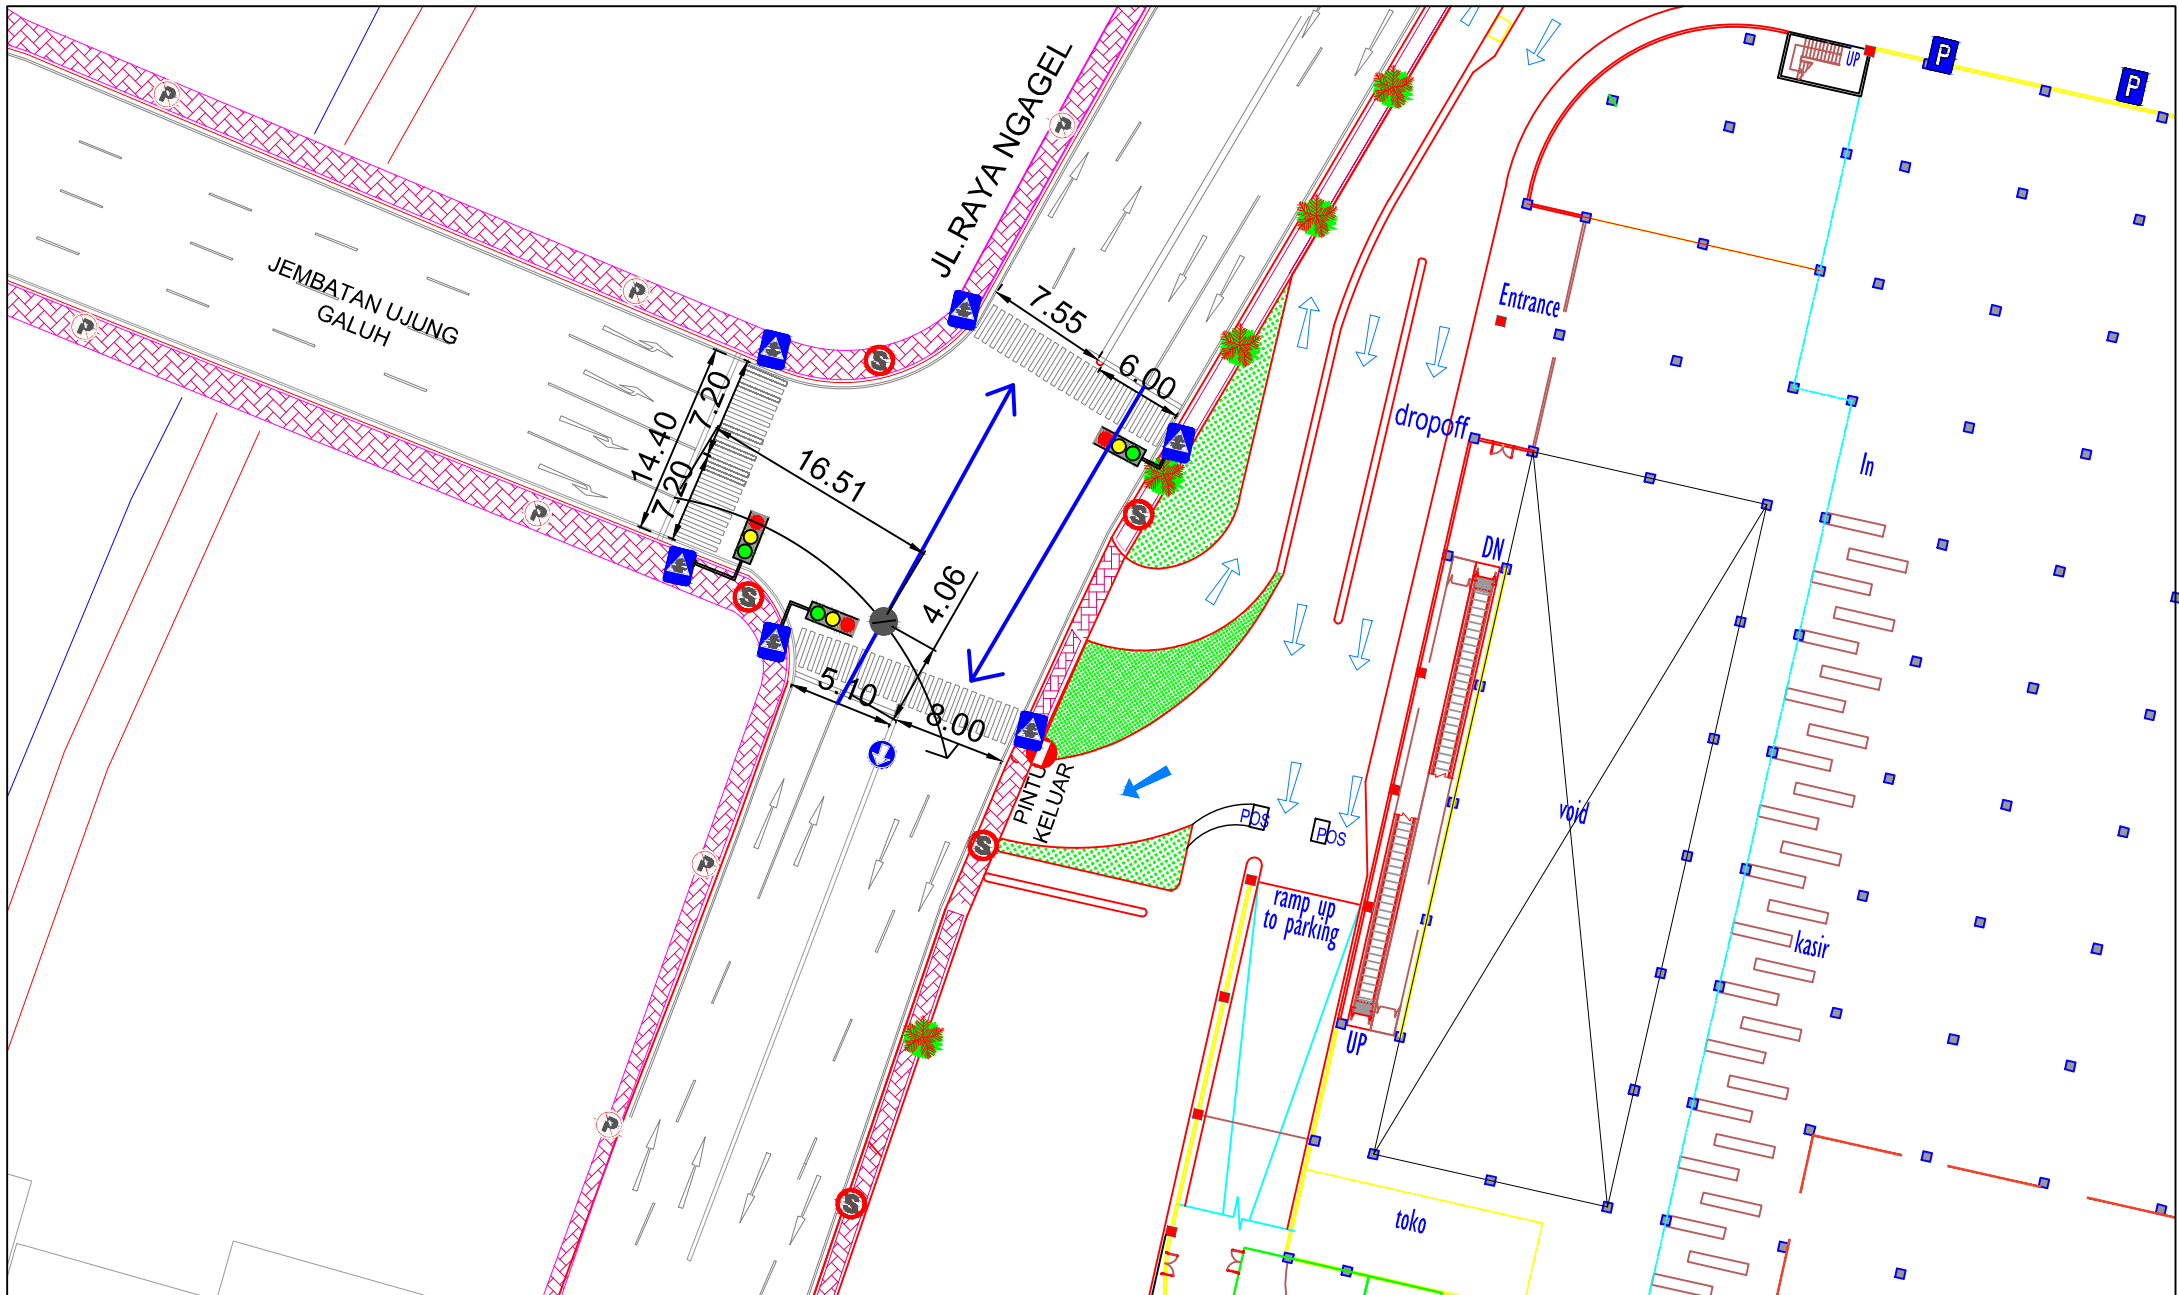 P
P
UP
JL.RAYA NGAGEL
JEMBATAN UJUNG
GALUH
7.55
6.00
Entrance
dropoff
In
14.40
7.20
7.20
16.51
4.06
DN
5.10
8.00
PINTU
KELUAR
POS
POS
void
ramp up
to parking
kasir
UP
toko
P
P
P
P
P
P
P
S
S
S
S
S